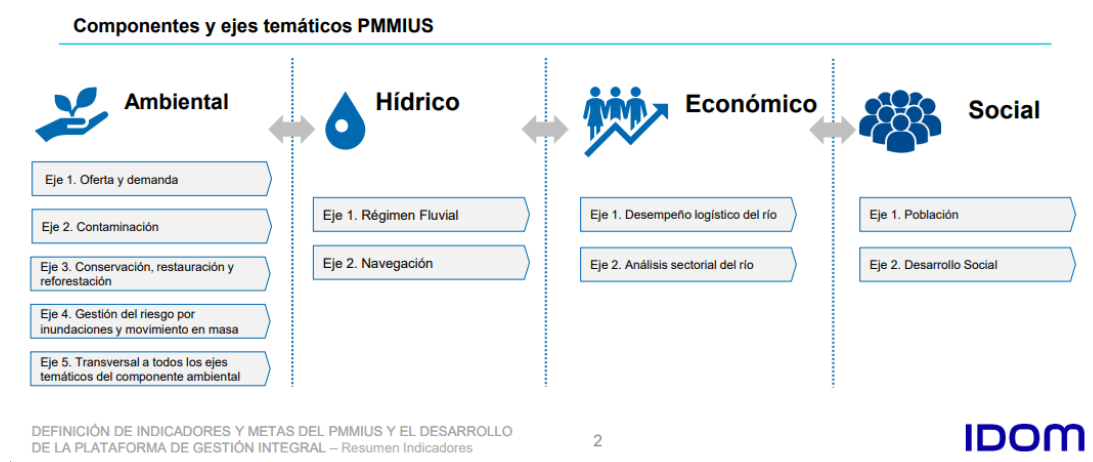 Componentes y ejes temáticos PMMIUS
Ambiental
Eje 1. Oferta y demanda
Eje 2. Contaminación
Eje 3. Conservación, restauración y
reforestación
Eje 4. Gestión del riesgo por
inundaciones y movimiento en masa
Eje 5. Transversal a todos los ejes
temáticos del componente ambiental
Hídrico
Eje 1. Régimen Fluvial
Eje 2. Navegación
Económico
Eje 1. Desempeño logístico del río
Eje 2. Análisis sectorial del río
Social
Eje 1. Población
Eje 2. Desarrollo Social
DEFINICIÓN DE INDICADORES Y METAS DEL PMMIUS Y EL DESARROLLO
DE LA PLATAFORMA DE GESTIÓN INTEGRAL – Resumen Indicadores
2
IDOM